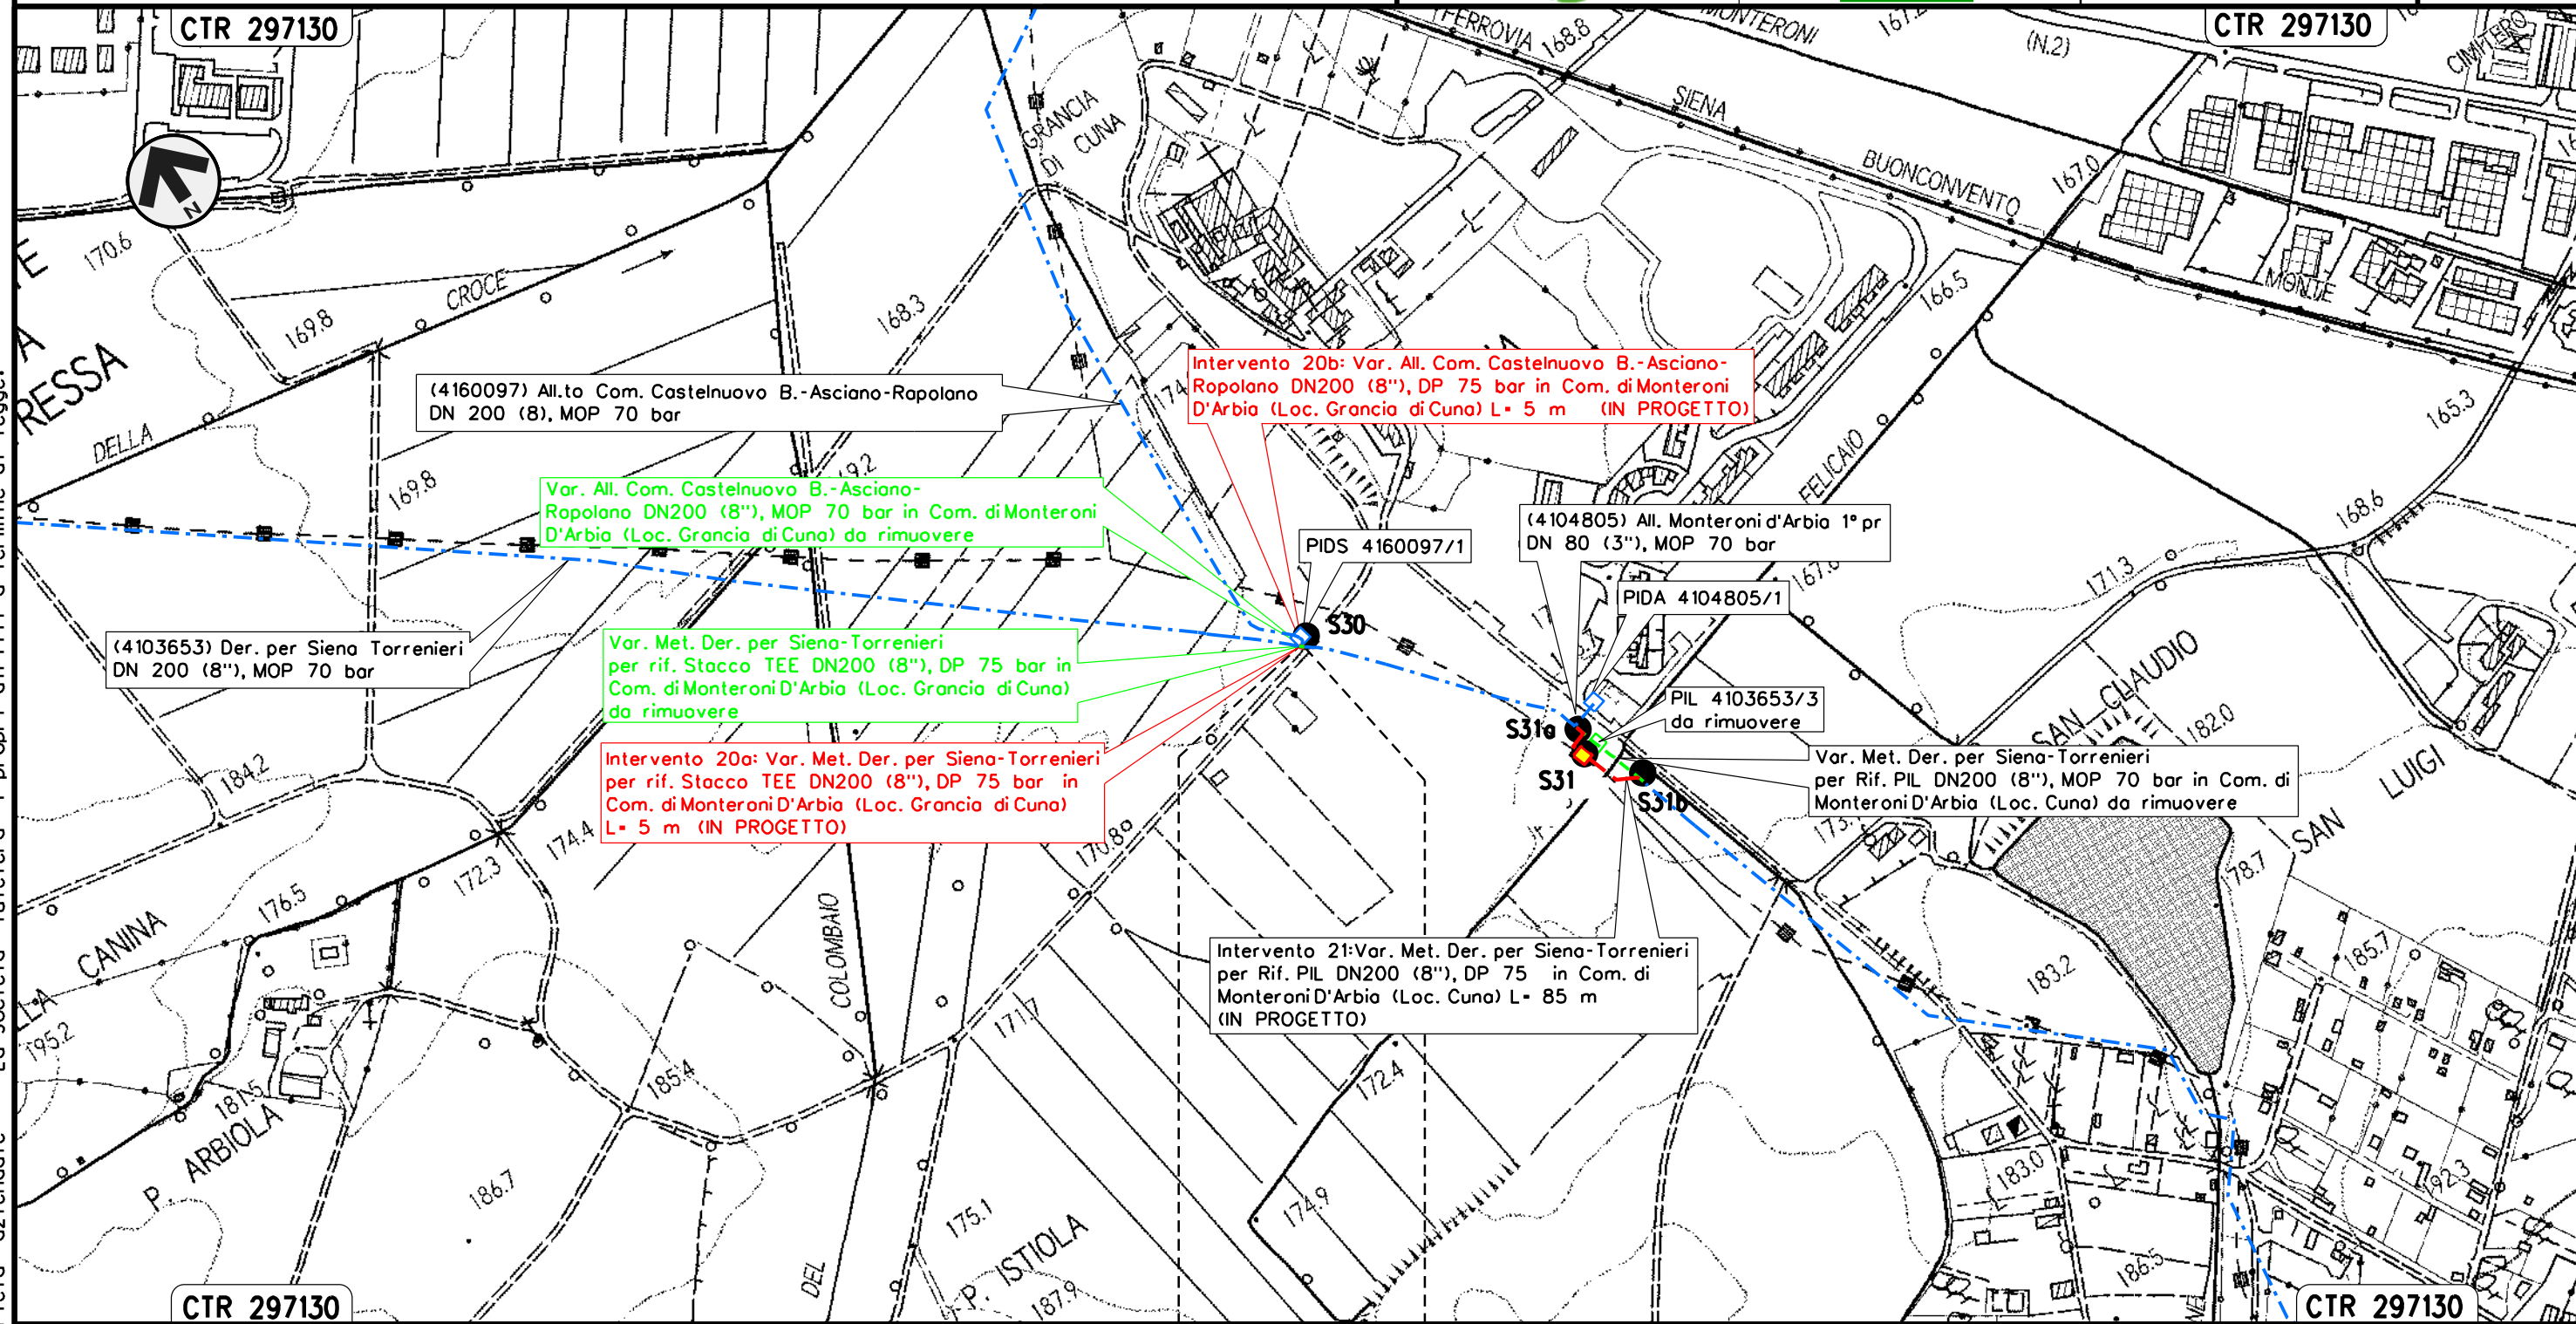 CTR 297130
CTR 297130
FERROVIA
168.8
MONTERONI
(N.2)
CIMITERO
SIENA
BUONCONVENTO
167.0
MONTE
GRANCIA
DI CUNA
N
170.6
RESSA
CROCE
169.8
168.3
166.5
165.3
DELLA
169.8
(4160097) All.to Com. Castelnuovo B.-Asciano-Rapolano
DN 200 (8), MOP 70 bar
Intervento 20b: Var. All. Com. Castelnuovo B.-Asciano-
Rapolano DN200 (8"), DP 75 bar in Com. di Monteroni
D'Arbia (Loc. Grancia di Cuna) L= 5 m (IN PROGETTO)
Var. All. Com. Castelnuovo B.-Asciano-
Rapolano DN200 (8"), MOP 70 bar in Com. di Monteroni
D'Arbia (Loc. Grancia di Cuna) da rimuovere
FELICAIO
168.6
171.3
PIDS 4160097/1
(4104805) All. Monteroni d'Arbia 1° pr
DN 80 (3"), MOP 70 bar
PIDA 4104805/1
(4103653) Der. per Siena Torrenieri
DN 200 (8"), MOP 70 bar
S30
Var. Met. Der. per Siena-Torrenieri
per rif. Stacco TEE DN200 (8"), DP 75 bar in
Com. di Monteroni D'Arbia (Loc. Grancia di Cuna)
da rimuovere
PIL 4103653/3
da rimuovere
S31a
S31
S31b
SAN CLAUDIO
182.0
SAN LUIGI
Var. Met. Der. per Siena-Torrenieri
per Rif. PIL DN200 (8"), MOP 70 bar in Com. di
Monteroni D'Arbia (Loc. Cuna) da rimuovere
Intervento 20a: Var. Met. Der. per Siena-Torrenieri
per rif. Stacco TEE DN200 (8"), DP 75 bar in
Com. di Monteroni D'Arbia (Loc. Grancia di Cuna)
L= 5 m (IN PROGETTO)
184.2
174.4
172.3
170.8
178.7
176.5
CANINA
COLOMBAIO
Intervento 21:Var. Met. Der. per Siena-Torrenieri
per Rif. PIL DN200 (8"), DP 75 in Com. di
Monteroni D'Arbia (Loc. Cuna) L= 85 m
(IN PROGETTO)
183.2
185.7
195.2
171.7
181.5
185.4
172.4
P. ARBIOLA
186.7
175.1
174.9
183.0
192.3
DEL
P. ISTIOLA
187.9
186.5
CTR 297130
CTR 297130